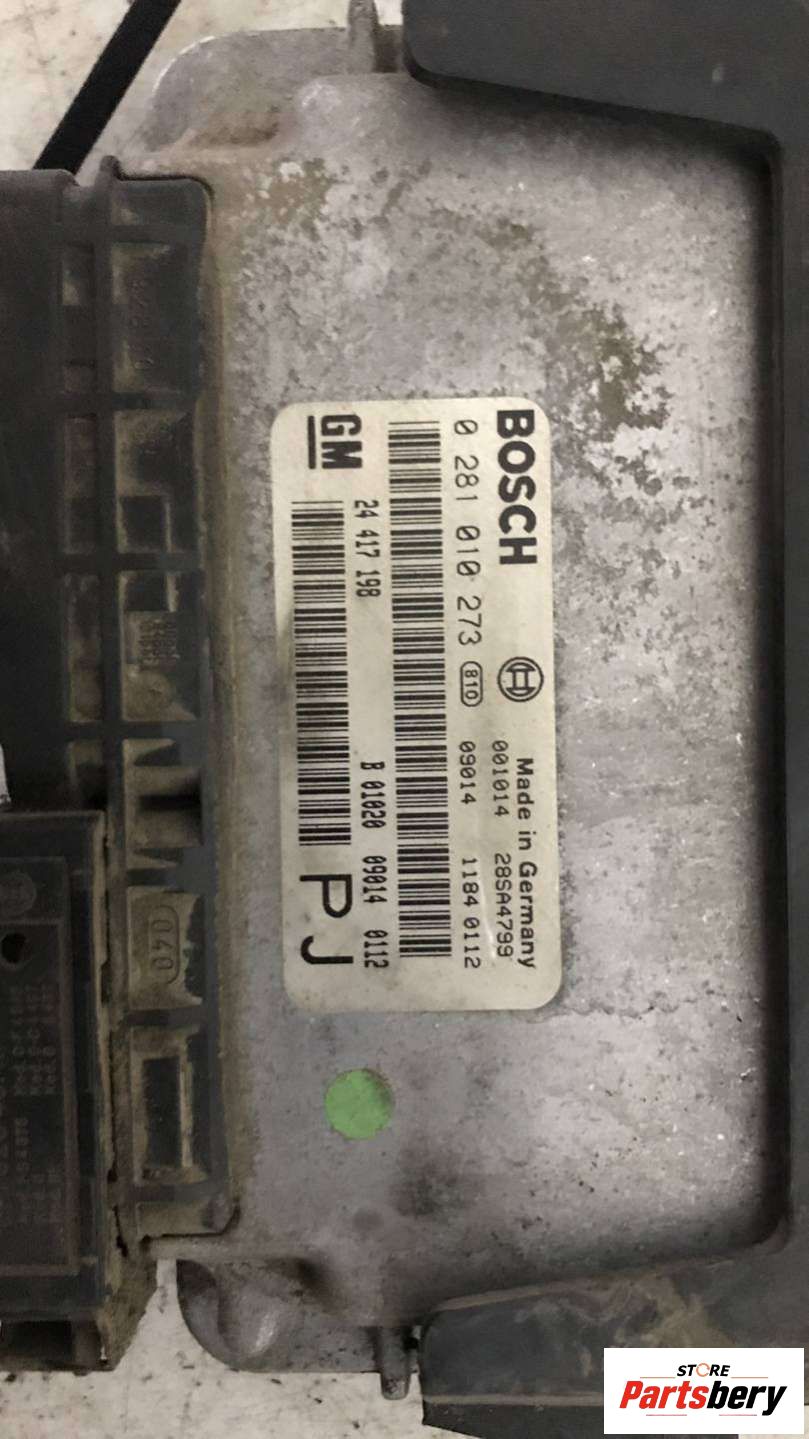 BOSCH
Made in Germany
001014 28SA4799
0 281 010 273 810 09014 1184 0112
24 417 198 B 01020 09014 0112
GM
PJ
040
STORE
Partsbery